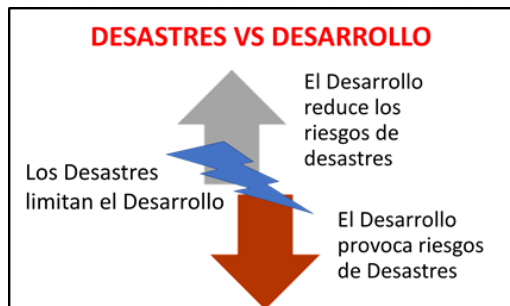 DESASTRES VS DESARROLLO
El Desarrollo
reduce los
riesgos de
desastres
Los Desastres
limitan el Desarrollo
El Desarrollo
provoca riesgos
de Desastres